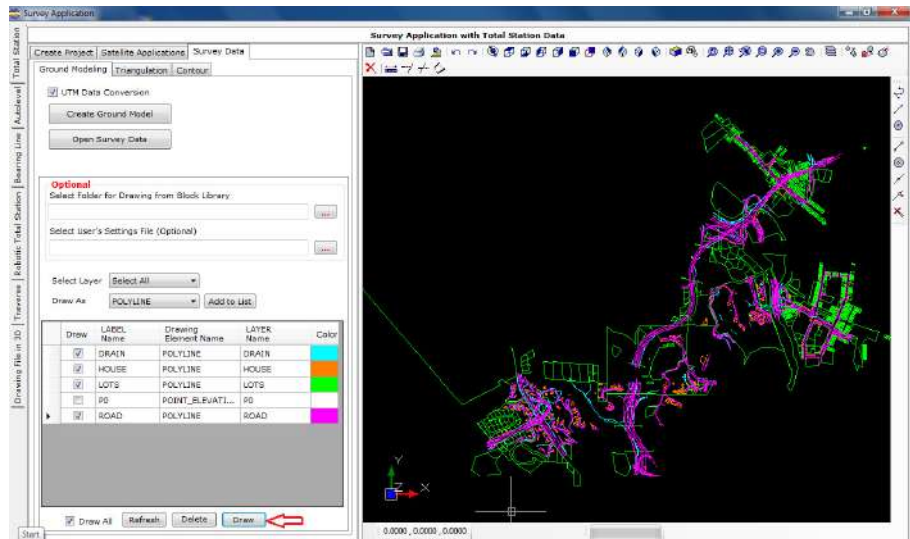 Survey Application
Survey Application with Total Station Data
Total Station
Autolevel
Bearing Line
Robotic Total Station
Traverse
Drawing File in 3D
Create Project
Satellite Applications
Survey Data
Ground Modeling
Triangulation
Contour
UTM Data Conversion
Create Ground Model
Open Survey Data
Optional
Select Folder for Drawing from Block Library
...
Select User's Settings File (Optional)
...
Select Layer Select All
Draw As POLYLINE Add to List
Draw LABEL Name Drawing Element Name LAYER Name Color
DRAIN POLYLINE DRAIN
HOUSE POLYLINE HOUSE
LOTS POLYLINE LOTS
P0 POINT_ELEVATI... P0
ROAD POLYLINE ROAD
Draw All Refresh Delete Draw
Start
Y
Z X
0.0000 , 0.0000 , 0.0000